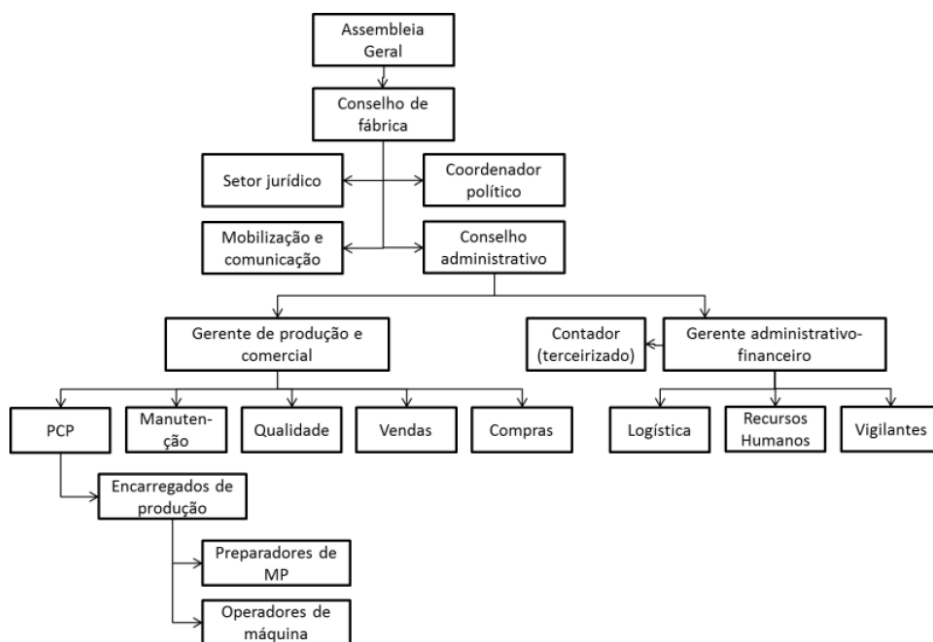 Assembleia
Geral
Conselho de
fábrica
Setor jurídico
Coordenador
político
Mobilização e
comunicação
Conselho
administrativo
Gerente de produção e
comercial
Contador
(terceirizado)
Gerente administrativo-
financeiro
PCP
Manuten-
ção
Qualidade
Vendas
Compras
Logística
Recursos
Humanos
Vigilantes
Encarregados de
produção
Preparadores de
MP
Operadores de
máquina